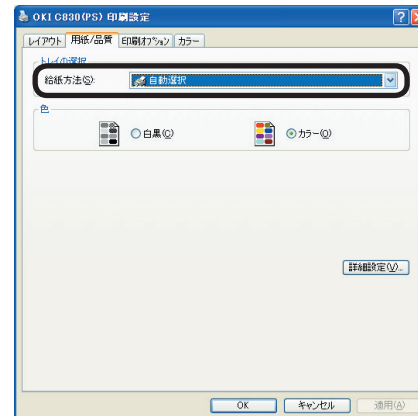 OKI C830(PS) 印刷設定
レイアウト 用紙/品質 印刷ｵﾌﾟｼｮﾝ カラー
トレイの選択
給紙方法(S): 自動選択
色
白黒(C) カラー(O)
詳細設定(V)...
OK キャンセル 適用(A)